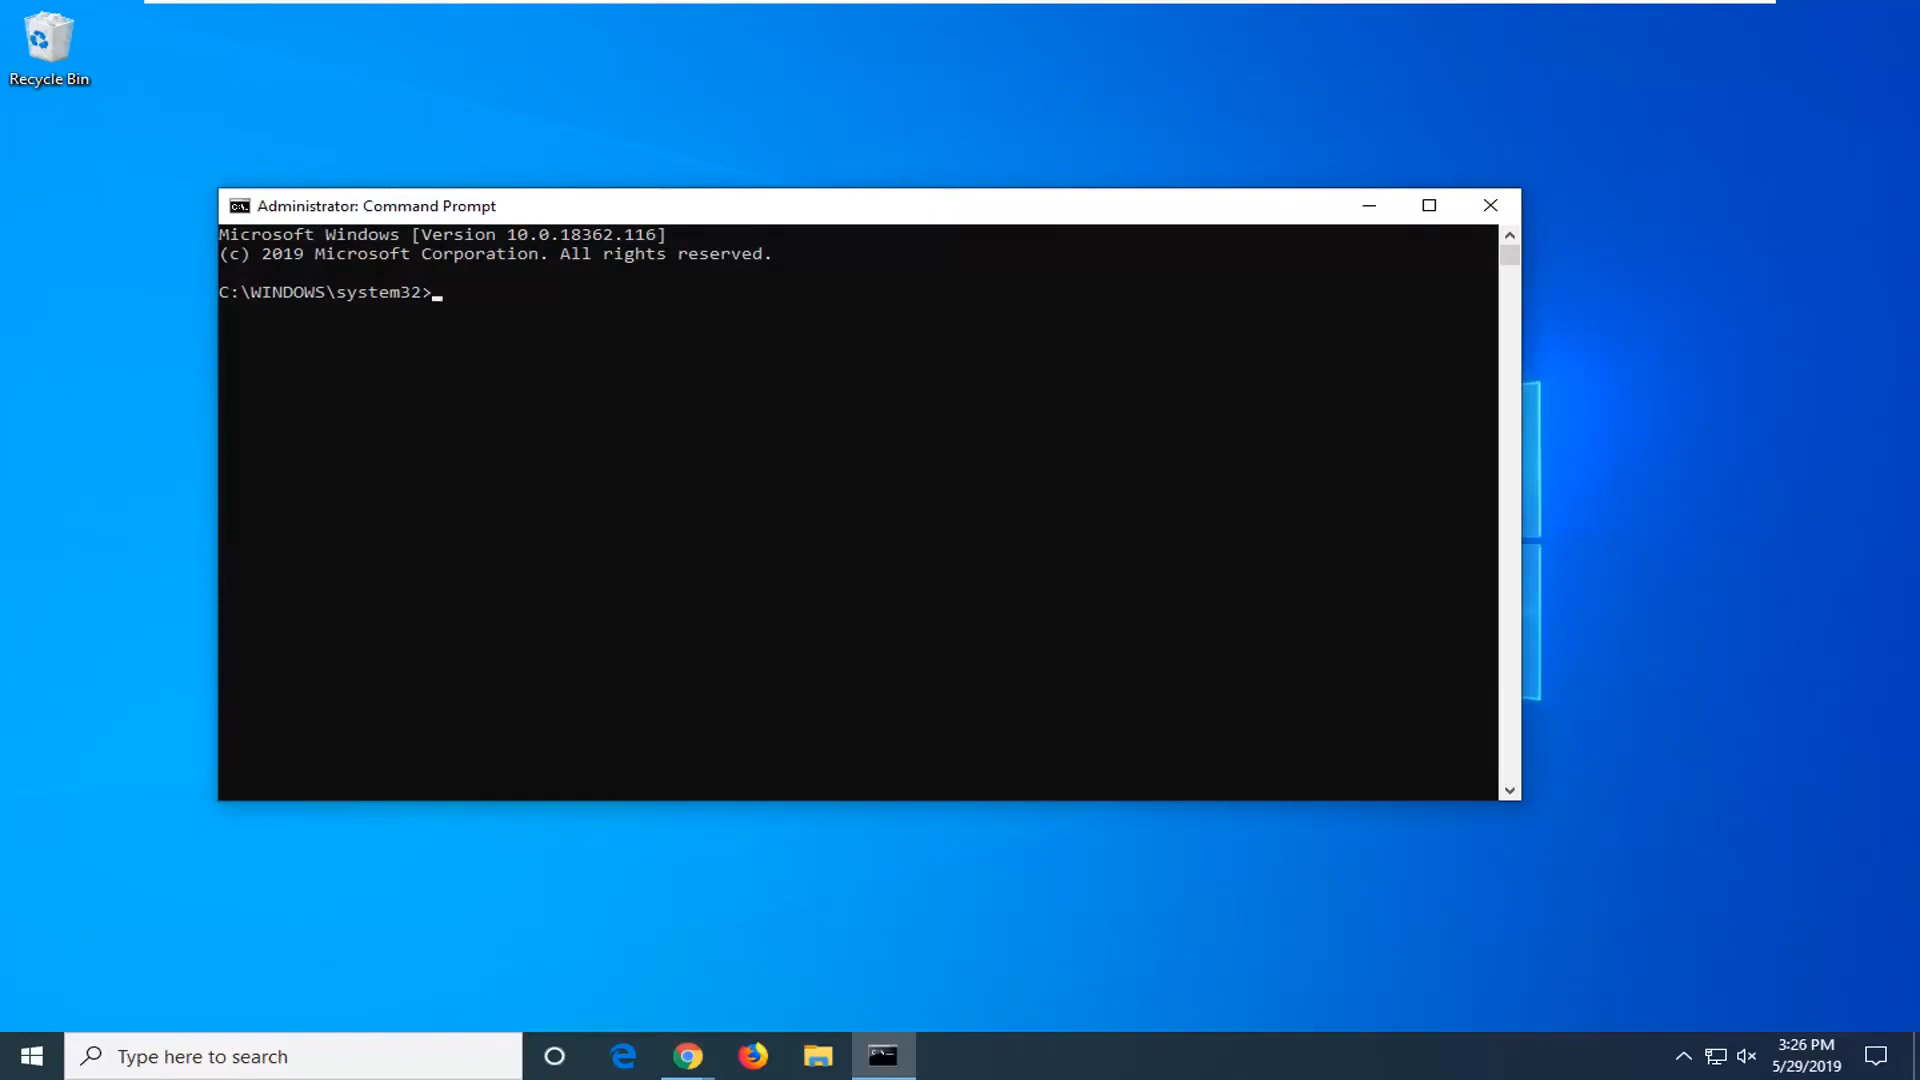 Recycle Bin
Administrator: Command Prompt
Microsoft Windows [Version 10.0.18362.116]
(c) 2019 Microsoft Corporation. All rights reserved.
C:\WINDOWS\system32>
Type here to search
3:26 PM
5/29/2019